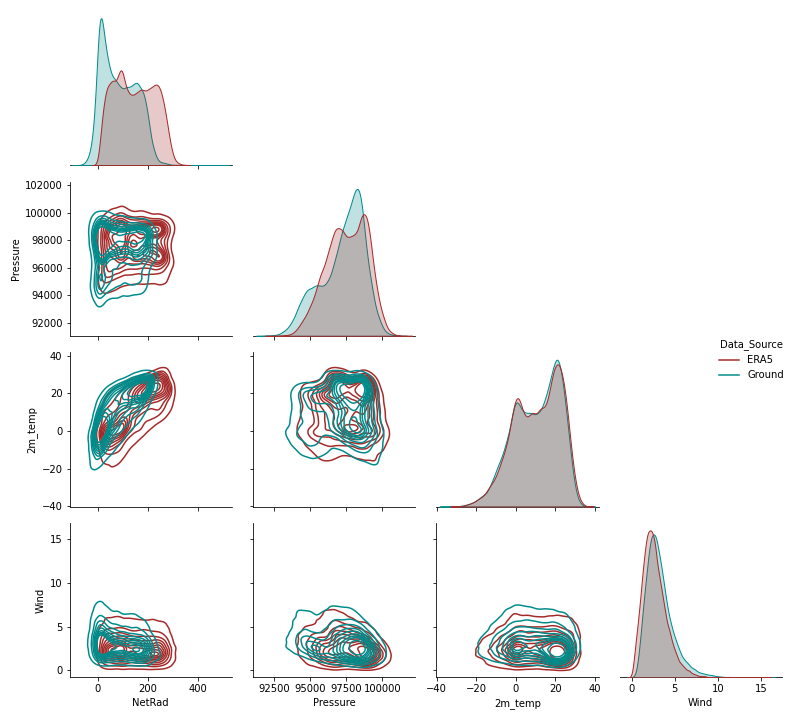 102000
100000
98000
96000
94000
92000
Pressure
40
20
0
−20
−40
2m_temp
Data_Source
ERA5
Ground
15
10
5
0
Wind
0 200 400
NetRad
92500 95000 97500 100000
Pressure
−40 −20 0 20 40
2m_temp
0 5 10 15
Wind